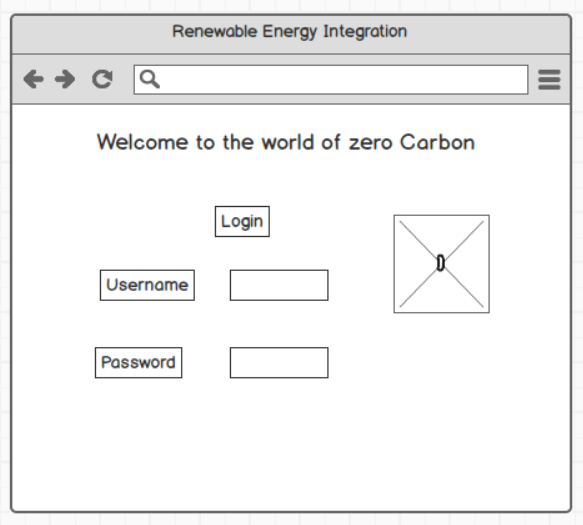 Renewable Energy Integration
Welcome to the world of zero Carbon
Login
Username
Password